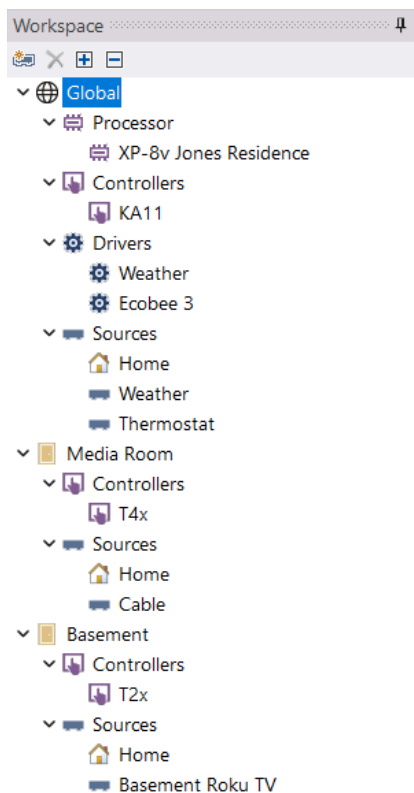 Workspace
Global
Processor
XP-8v Jones Residence
Controllers
KA11
Drivers
Weather
Ecobee 3
Sources
Home
Weather
Thermostat
Media Room
Controllers
T4x
Sources
Home
Cable
Basement
Controllers
T2x
Sources
Home
Basement Roku TV